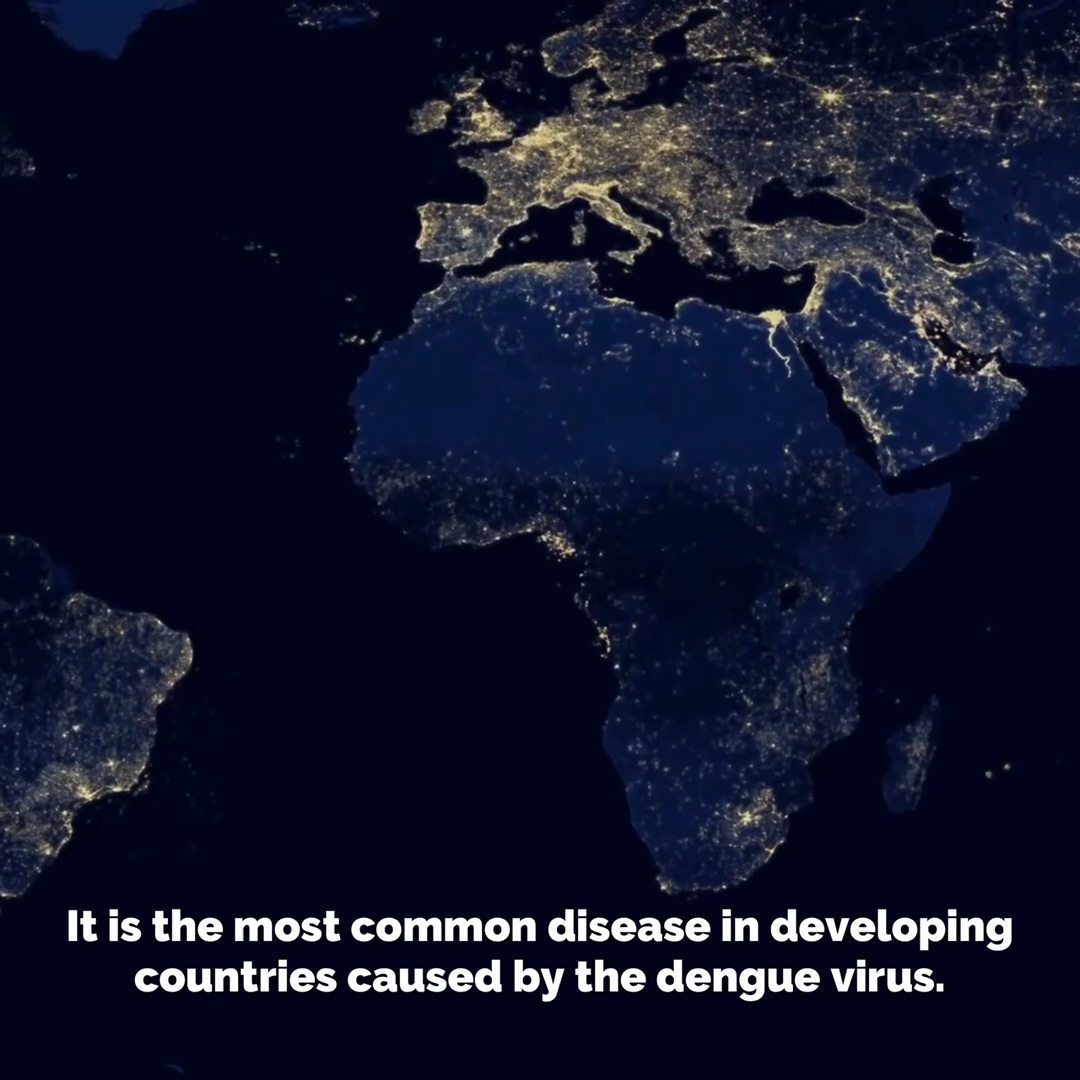 It is the most common disease in developing
countries caused by the dengue virus.